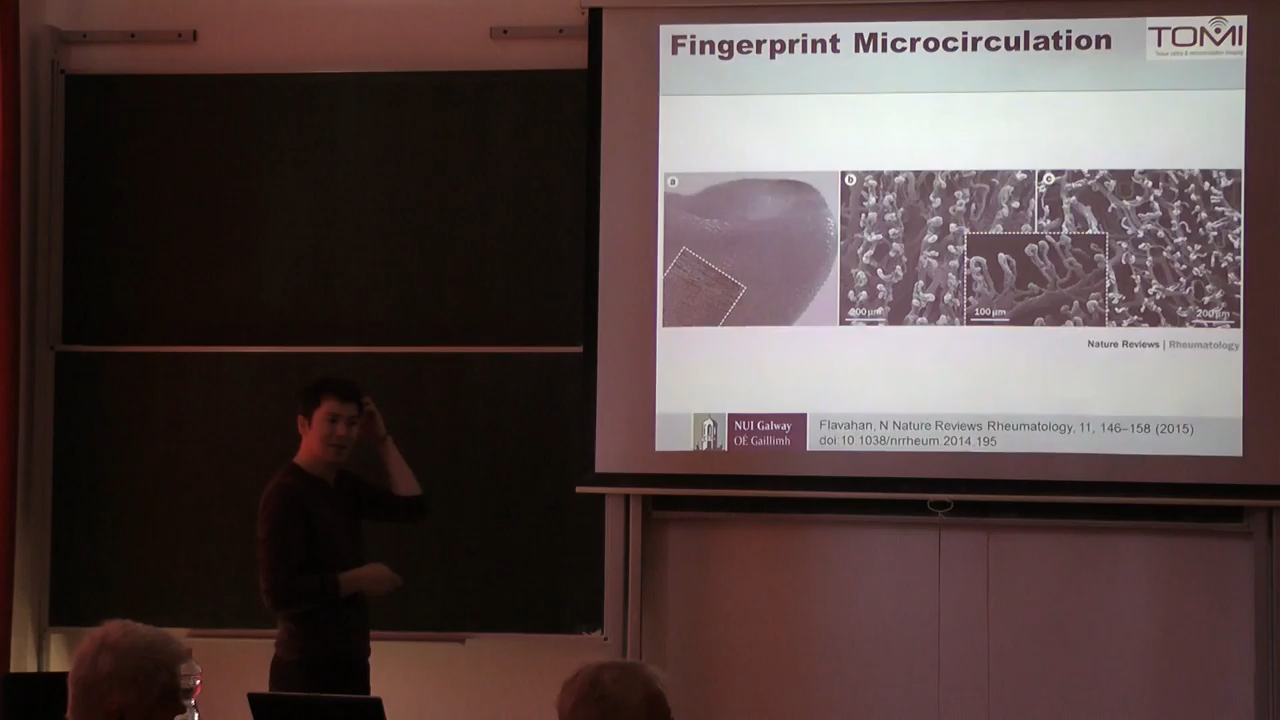 Fingerprint Microcirculation
TOMI
a
b
c
200 µm
100 µm
200 µm
Nature Reviews | Rheumatology
NUI Galway
OÉ Gaillimh
Flavahan, N Nature Reviews Rheumatology, 11, 146–158 (2015)
doi:10.1038/nrrheum.2014.195